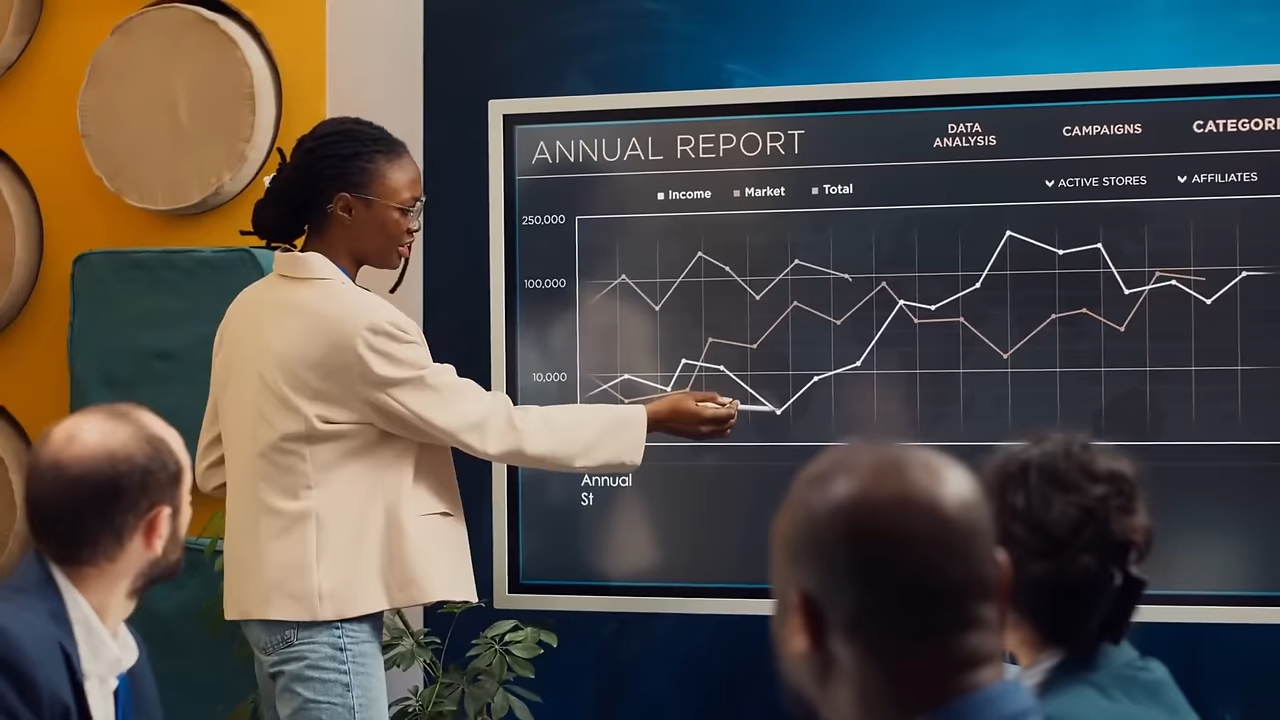 ANNUAL REPORT
DATA
ANALYSIS
CAMPAIGNS
CATEGORI
Income
Market
Total
ACTIVE STORES
AFFILIATES
250,000
100,000
10,000
Annual
St